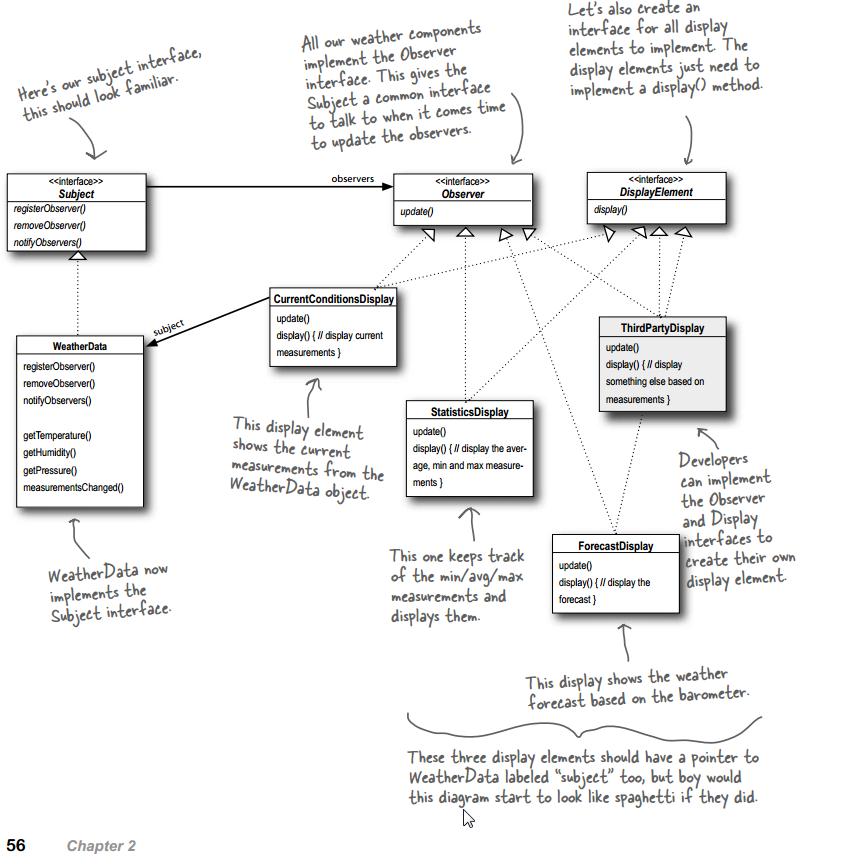 Here's our subject interface,
this should look familiar.
All our weather components
implement the Observer
interface. This gives the
Subject a common interface
to talk to when it comes time
to update the observers.
Let's also create an
interface for all display
elements to implement. The
display elements just need to
implement a display() method.
<<interface>>
Subject
registerObserver()
removeObserver()
notifyObservers()
observers
<<interface>>
Observer
update()
<<interface>>
DisplayElement
display()
WeatherData
registerObserver()
removeObserver()
notifyObservers()
getTemperature()
getHumidity()
getPressure()
measurementsChanged()
subject
CurrentConditionsDisplay
update()
display() { // display current
measurements }
ThirdPartyDisplay
update()
display() { // display
something else based on
measurements }
StatisticsDisplay
update()
display() { // display the aver-
age, min and max measure-
ments }
This display element
shows the current
measurements from the
WeatherData object.
Developers
can implement
the Observer
and Display
interfaces to
create their own
display element.
ForecastDisplay
update()
display() { // display the
forecast }
WeatherData now
implements the
Subject interface.
This one keeps track
of the min/avg/max
measurements and
displays them.
This display shows the weather
forecast based on the barometer.
These three display elements should have a pointer to
WeatherData labeled "subject" too, but boy would
this diagram start to look like spaghetti if they did.
56 Chapter 2